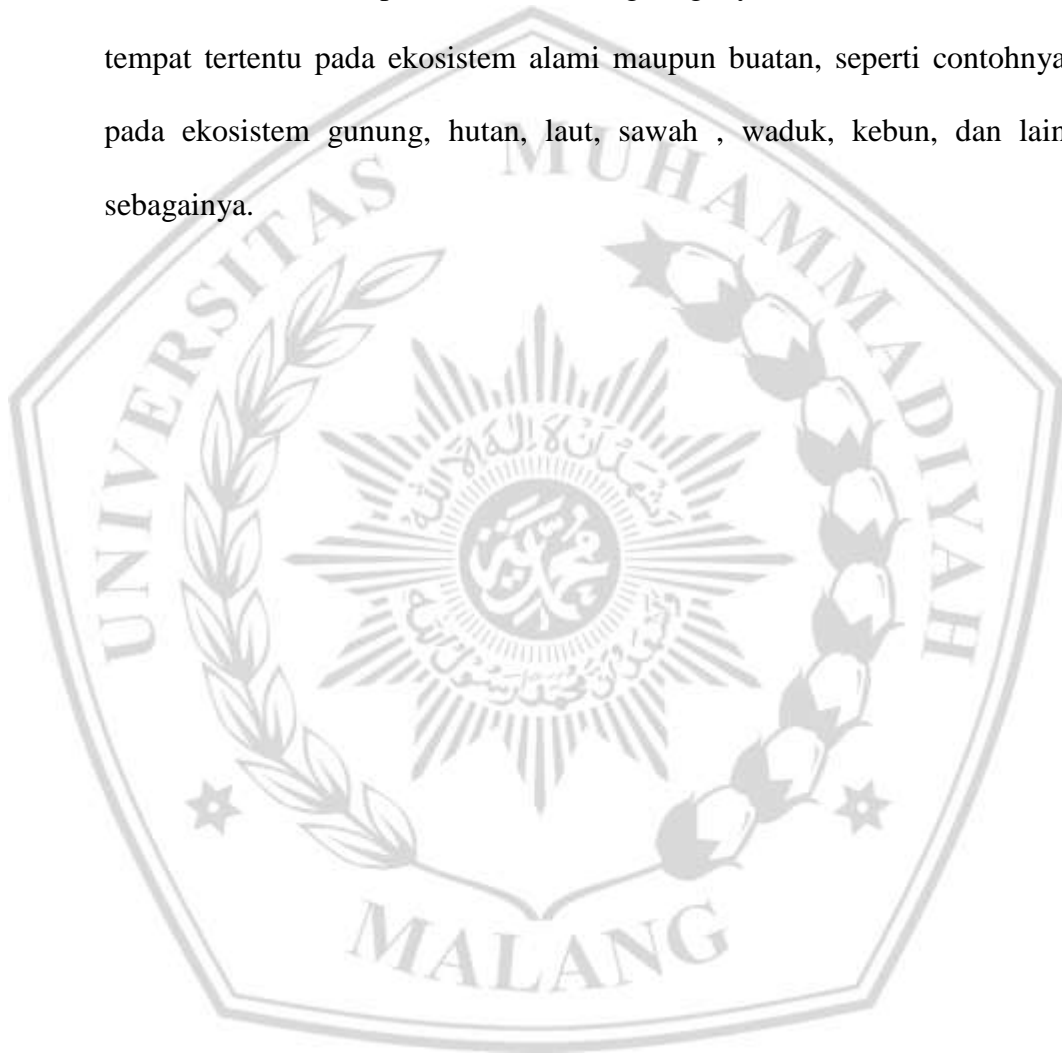 tempat tertentu pada ekosistem alami maupun buatan, seperti contohnya
pada ekosistem gunung, hutan, laut, sawah , waduk, kebun, dan lain
sebagainya.
UNIVERSITAS MUHAMMADIYAH
MALANG